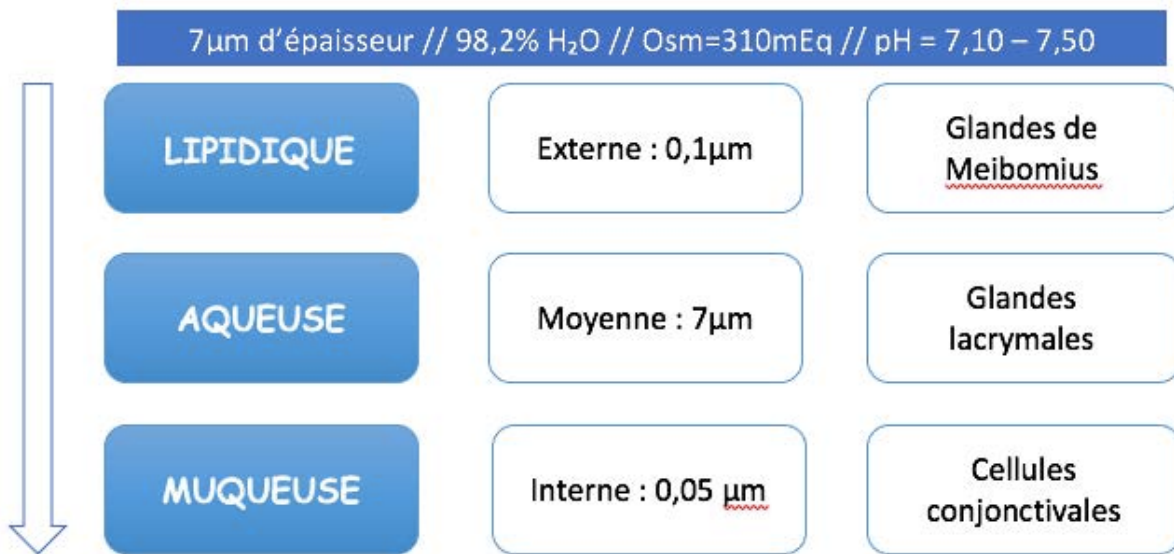 7µm d'épaisseur // 98,2% H₂O // Osm=310mEq // pH = 7,10 – 7,50
LIPIDIQUE
Externe : 0,1µm
Glandes de
Meibomius
AQUEUSE
Moyenne : 7µm
Glandes
lacrymales
MUQUEUSE
Interne : 0,05 µm
Cellules
conjonctivales